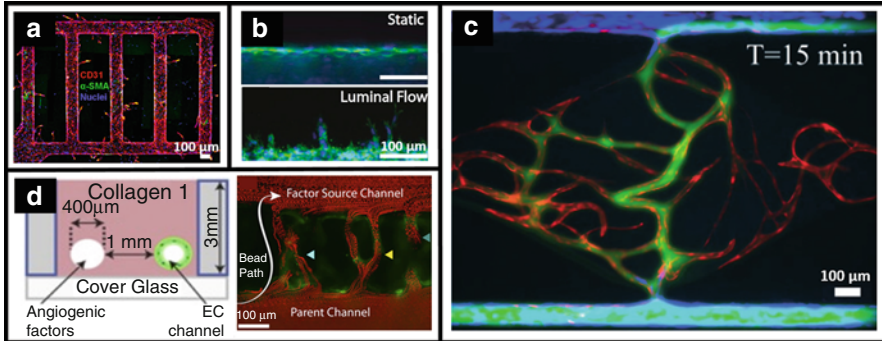 a
CD31
α-SMA
Nuclei
100 µm
b
Static
Luminal Flow
100 µm
c
T=15 min
100 µm
d
Collagen 1
400µm
1 mm
3mm
Cover Glass
Angiogenic
factors
EC
channel
Factor Source Channel
Bead
Path
100 µm
Parent Channel